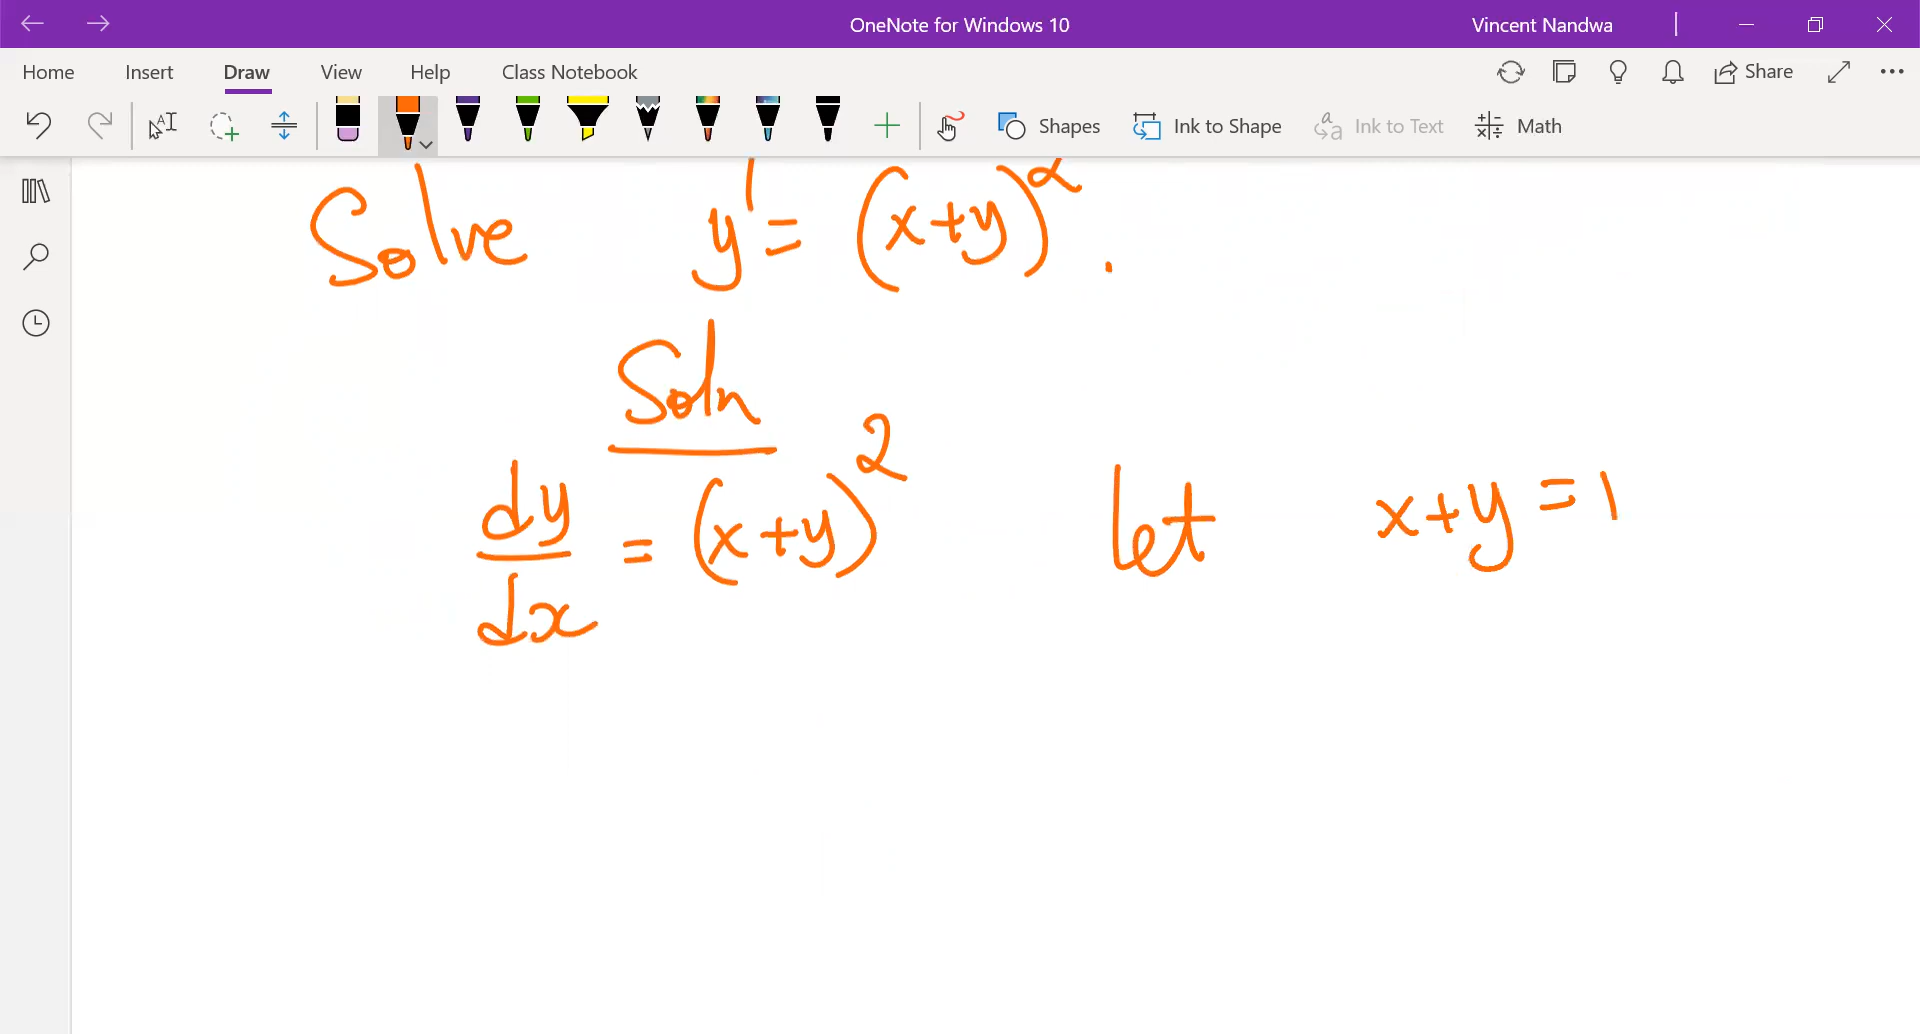 OneNote for Windows 10 Vincent Nandwa
Home Insert Draw View Help Class Notebook Share
Shapes Ink to Shape Ink to Text Math
Solve y' = (x+y)².
Soln
dy/dx = (x+y)² let x+y = 1